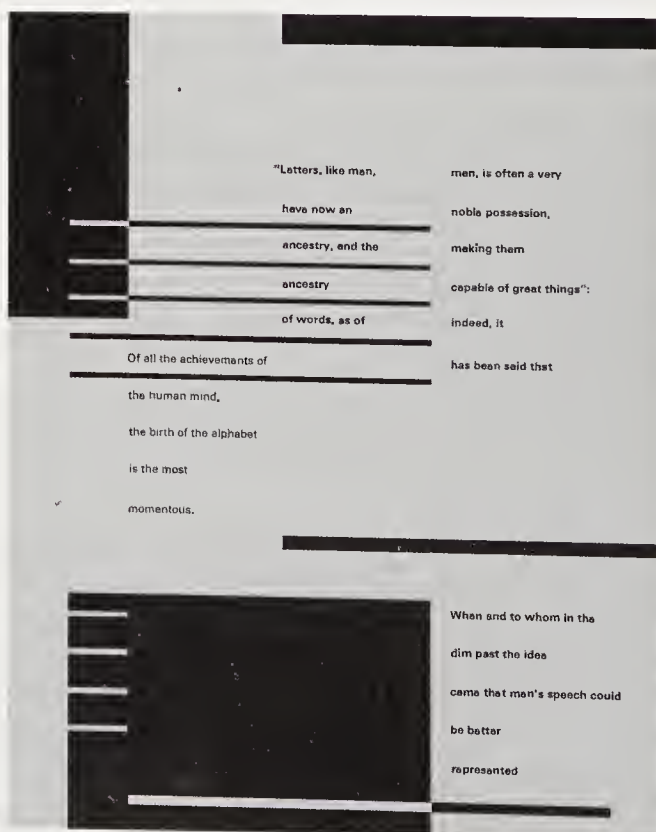 Of all the achievements of
the human mind,
the birth of the alphabet
is the most
momentous.
"Letters, like men,
have now an
ancestry, and the
ancestry
of words, as of
men, is often a very
noble possession,
making them
capable of great things":
indeed, it
has been said that
When and to whom in the
dim past the idea
came that man's speech could
be better
represented